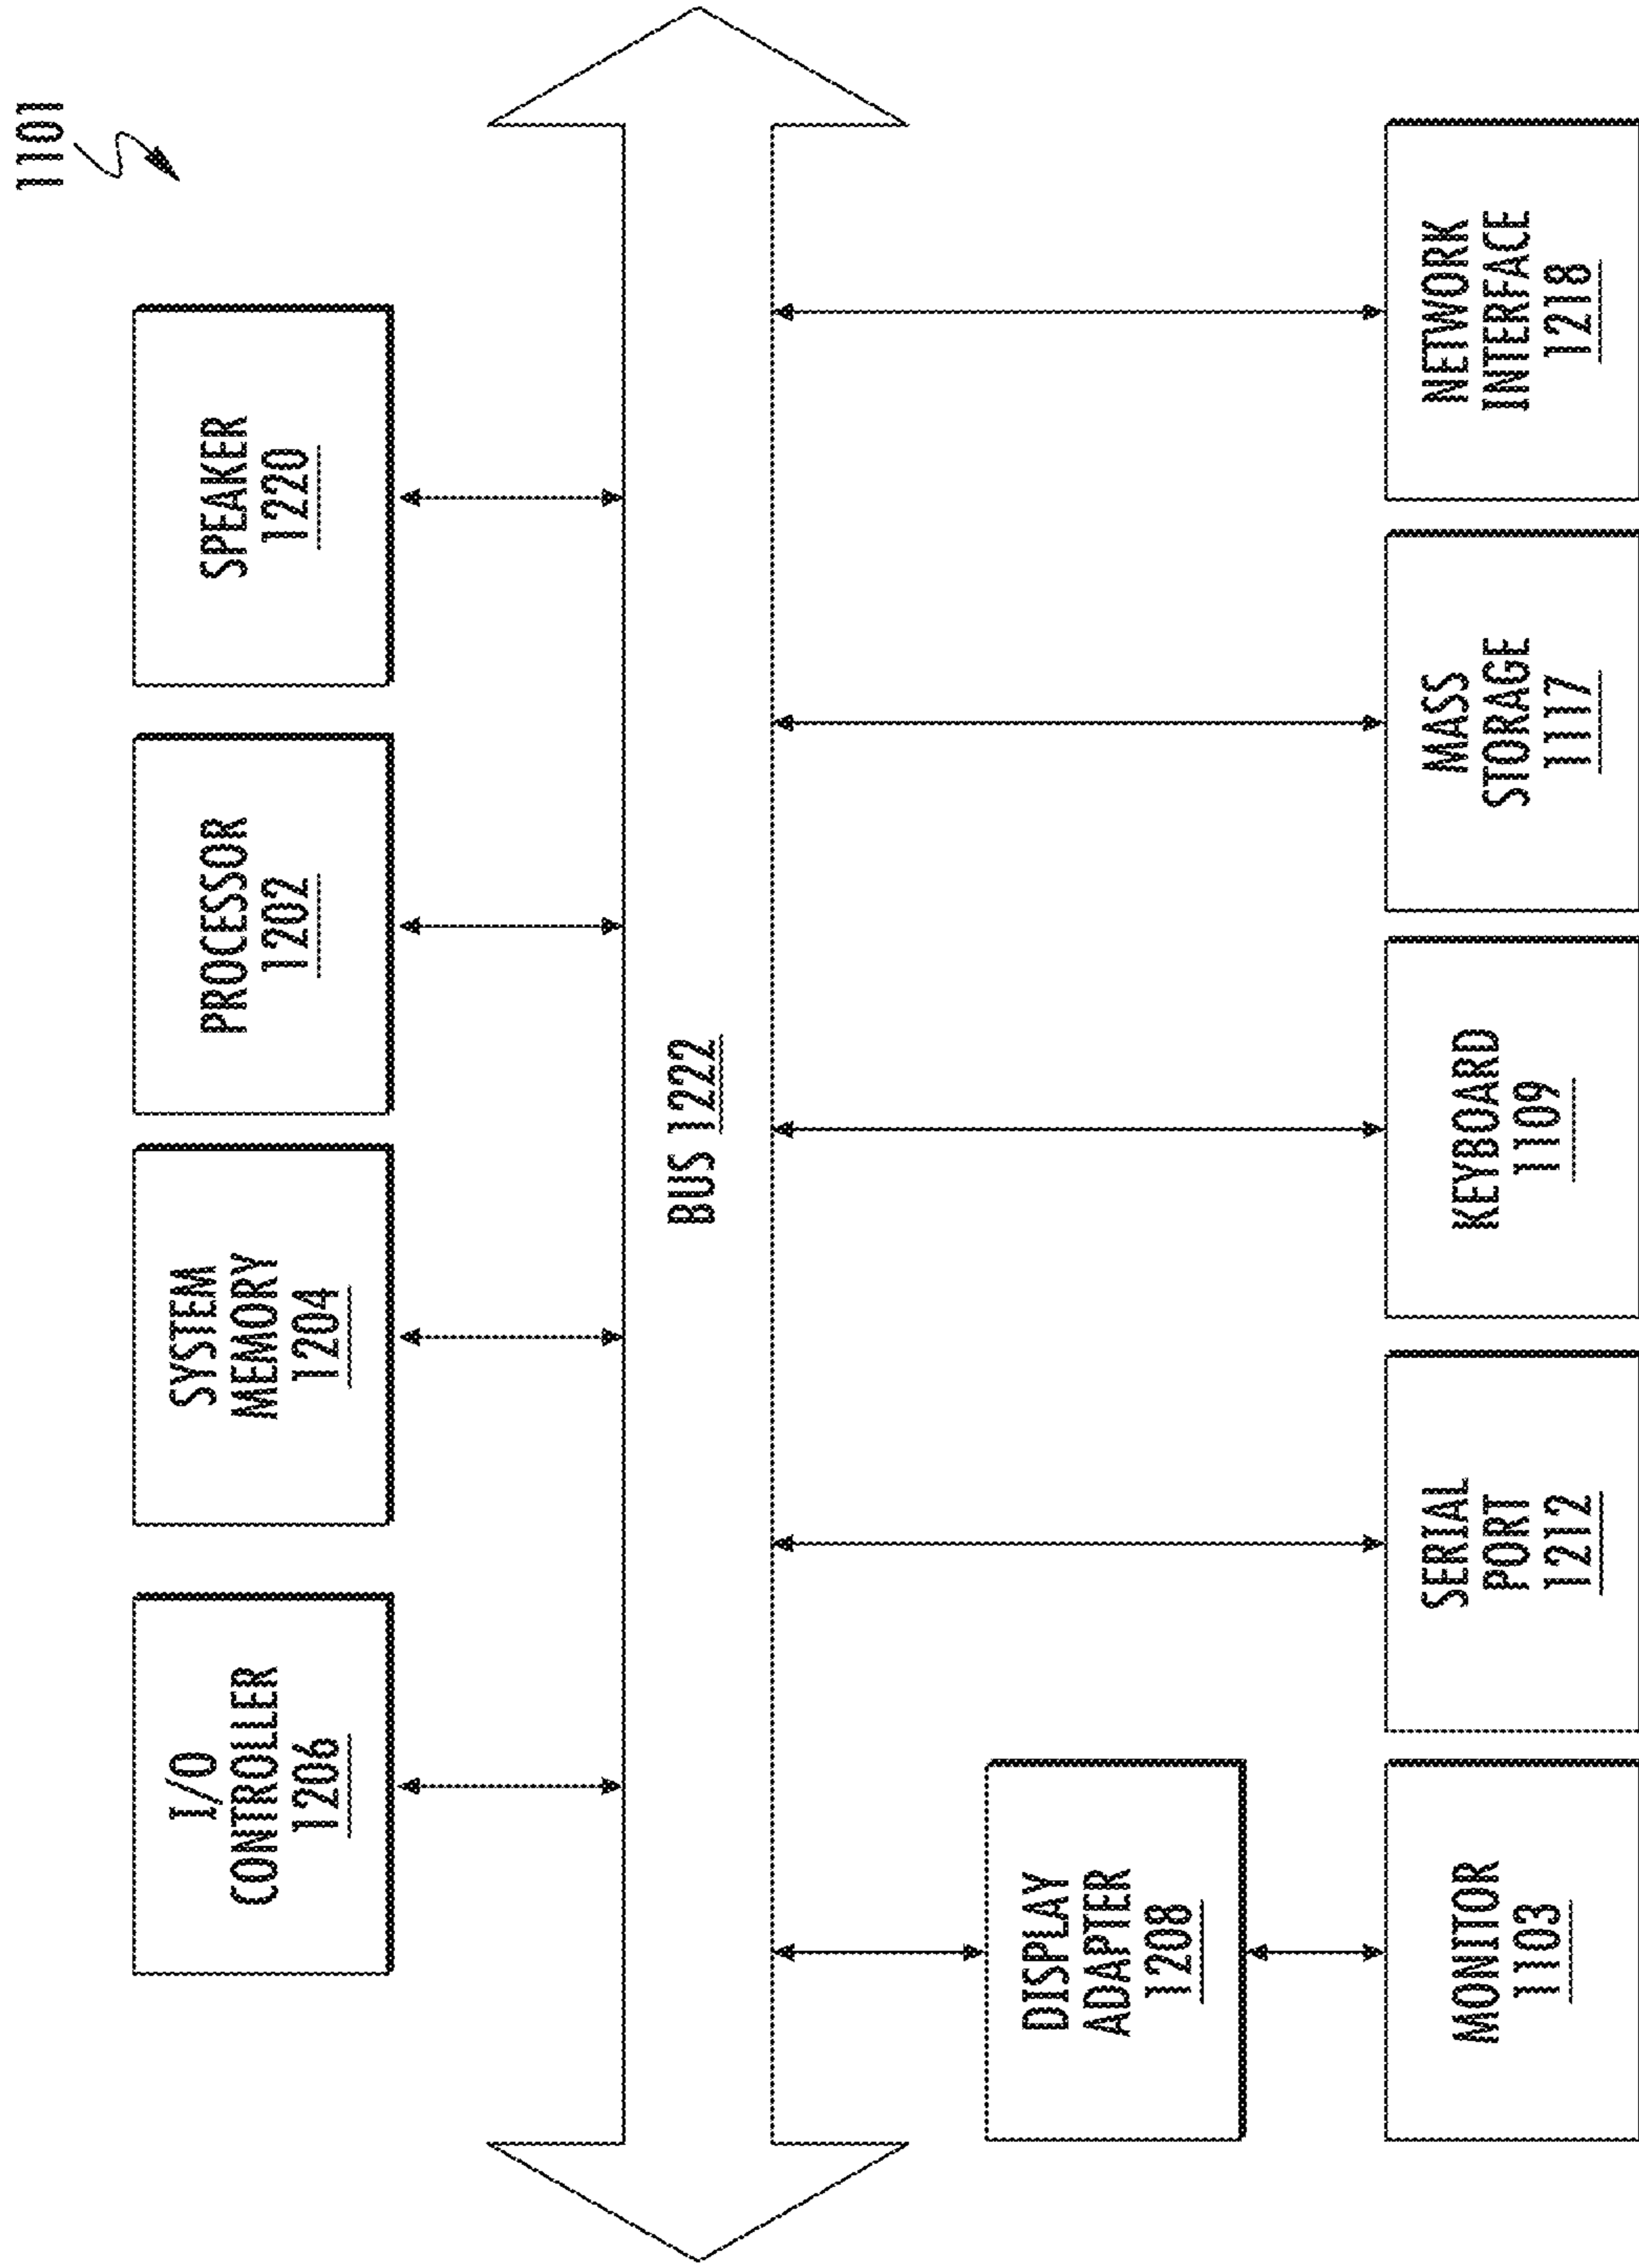 1101
I/O
CONTROLLER
1206
SYSTEM
MEMORY
1204
PROCESSOR
1202
SPEAKER
1220
BUS 1222
DISPLAY
ADAPTER
1208
MONITOR
1103
SERIAL
PORT
1212
KEYBOARD
1109
MASS
STORAGE
1117
NETWORK
INTERFACE
1218